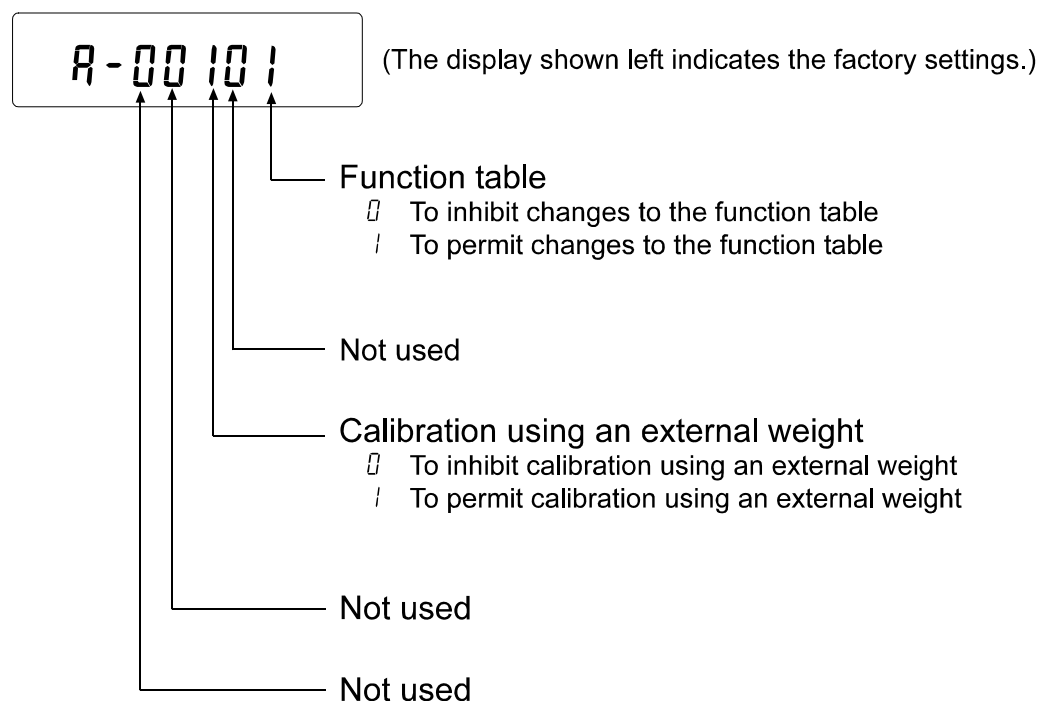 A-00101
(The display shown left indicates the factory settings.)
Function table
0 To inhibit changes to the function table
1 To permit changes to the function table
Not used
Calibration using an external weight
0 To inhibit calibration using an external weight
1 To permit calibration using an external weight
Not used
Not used